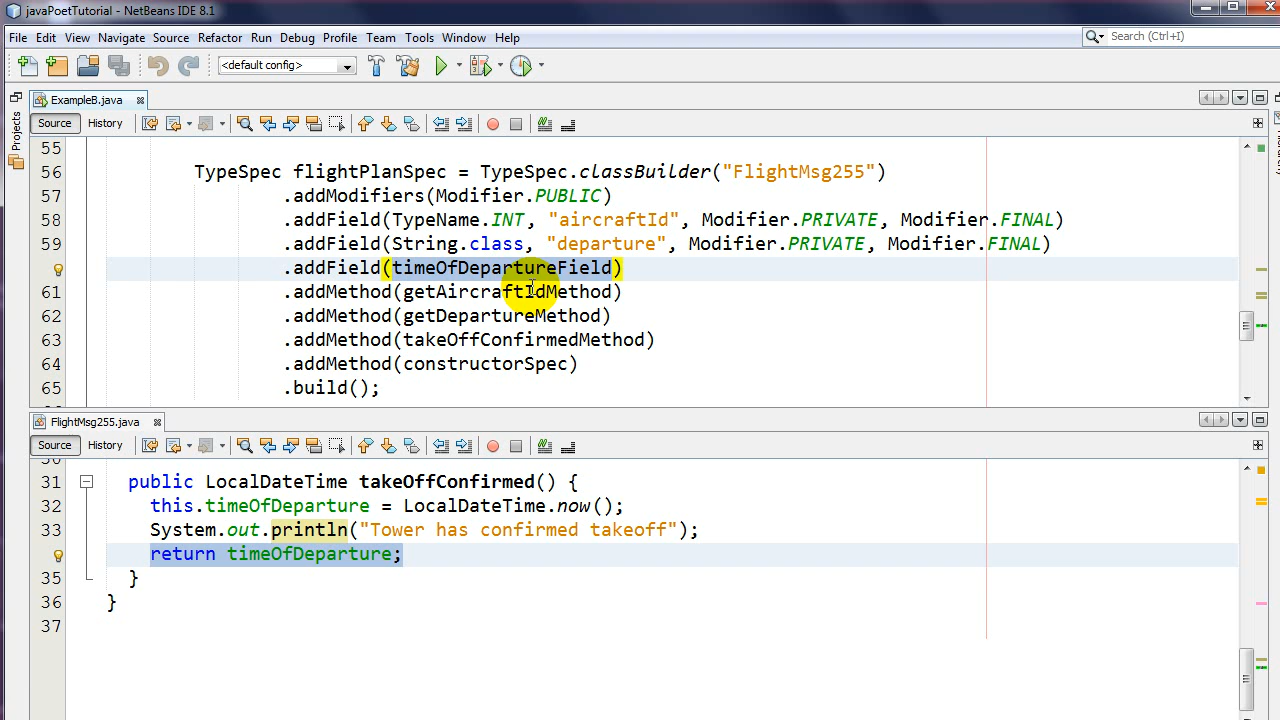 javaPoetTutorial - NetBeans IDE 8.1
File Edit View Navigate Source Refactor Run Debug Profile Team Tools Window Help
Search (Ctrl+I)
<default config>
Projects
ExampleB.java
Source History
55
56 TypeSpec flightPlanSpec = TypeSpec.classBuilder("FlightMsg255")
57 .addModifiers(Modifier.PUBLIC)
58 .addField(TypeName.INT, "aircraftId", Modifier.PRIVATE, Modifier.FINAL)
59 .addField(String.class, "departure", Modifier.PRIVATE, Modifier.FINAL)
.addField(timeOfDepartureField)
61 .addMethod(getAircraftIdMethod)
62 .addMethod(getDepartureMethod)
63 .addMethod(takeOffConfirmedMethod)
64 .addMethod(constructorSpec)
65 .build();
FlightMsg255.java
Source History
30
31 public LocalDateTime takeOffConfirmed() {
32 this.timeOfDeparture = LocalDateTime.now();
33 System.out.println("Tower has confirmed takeoff");
return timeOfDeparture;
35 }
36 }
37